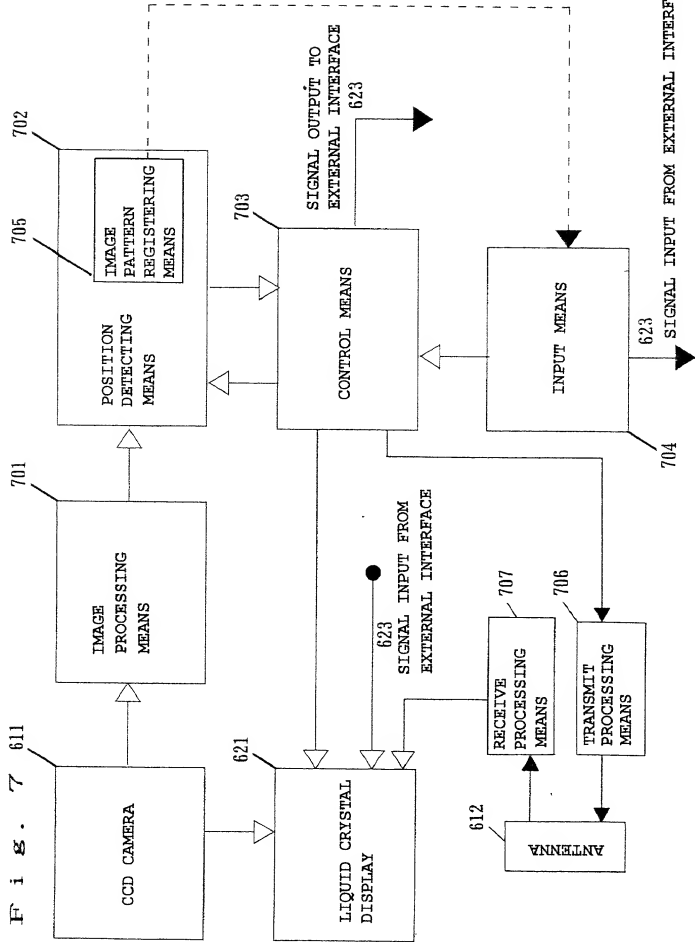 Fig. 7
611
CCD CAMERA
701
IMAGE
PROCESSING
MEANS
702
705
IMAGE
PATTERN
REGISTERING
MEANS
POSITION
DETECTING
MEANS
621
LIQUID CRYSTAL
DISPLAY
703
CONTROL MEANS
SIGNAL OUTPUT TO
EXTERNAL INTERFACE
623
623
SIGNAL INPUT FROM
EXTERNAL INTERFACE
707
RECEIVE
PROCESSING
MEANS
706
TRANSMIT
PROCESSING
MEANS
612
ANTENNA
INPUT MEANS
704
623
SIGNAL INPUT FROM EXTERNAL INTERF